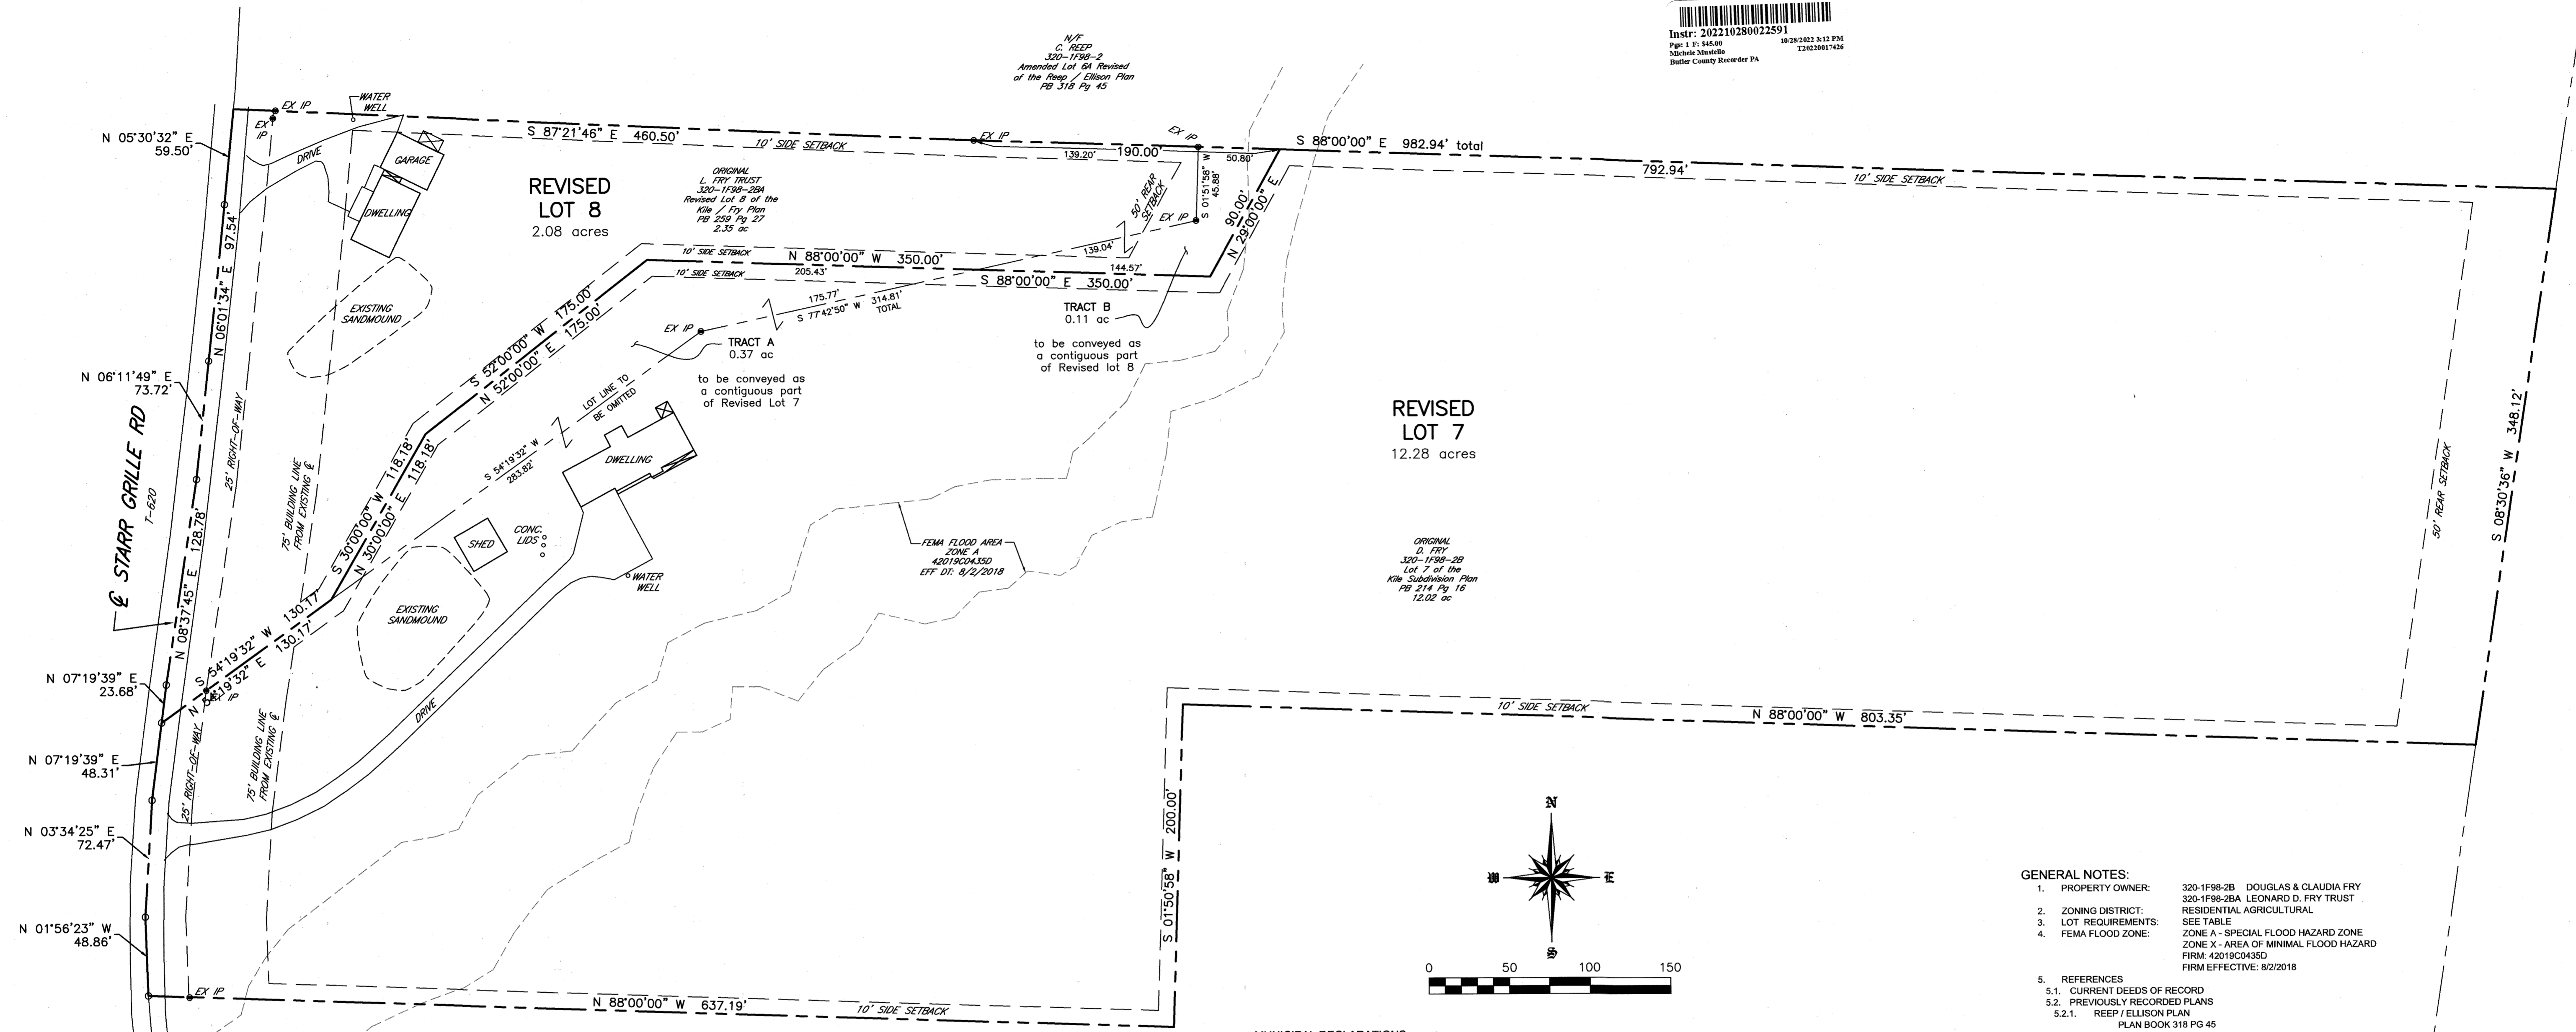 Instr: 202210280022591
Pgs: 1 F: $45.00 10/28/2022 3:12 PM
Michele Mustello T20220017426
Butler County Recorder PA
N/F
C. REEP
320-1F98-2
Amended Lot 6A Revised
of the Reep / Ellison Plan
PB 318 Pg 45
N 05°30'32" E
59.50'
EX IP
EX
IP
WATER
WELL
DRIVE
GARAGE
DWELLING
S 87°21'46" E 460.50'
10' SIDE SETBACK
EX IP
139.20'
190.00'
EX IP
50.80'
S 01°51'58" W
45.88'
S 88°00'00" E 982.94' total
792.94'
10' SIDE SETBACK
REVISED
LOT 8
2.08 acres
ORIGINAL
L. FRY TRUST
320-1F98-2BA
Revised Lot 8 of the
Kile / Fry Plan
PB 259 Pg 27
2.35 ac
50' REAR
SETBACK
EX IP
90.00'
N 29°00'00" E
139.04'
N 06°01'34" E 97.54'
10' SIDE SETBACK
N 88°00'00" W 350.00'
205.43'
144.57'
10' SIDE SETBACK
S 88°00'00" E 350.00'
EXISTING
SANDMOUND
S 52°00'00" W 175.00'
N 52°00'00" E 175.00'
175.77'
S 77°42'50" W 314.81'
TOTAL
EX IP
TRACT A
0.37 ac
to be conveyed as
a contiguous part
of Revised Lot 7
TRACT B
0.11 ac
to be conveyed as
a contiguous part
of Revised lot 8
N 06°11'49" E
73.72'
25' RIGHT-OF-WAY
75' BUILDING LINE
FROM EXISTING ℄
℄ STARR GRILLE RD
T-620
S 30°00'00" W 118.18'
N 30°00'00" E 118.18'
LOT LINE TO
BE OMITTED
S 54°19'32" W
283.82'
DWELLING
REVISED
LOT 7
12.28 acres
S 08°30'36" W 348.12'
50' REAR SETBACK
N 08°37'45" E 128.78'
SHED
CONC.
LIDS
WATER
WELL
FEMA FLOOD AREA
ZONE A
42019C0435D
EFF DT: 8/2/2018
ORIGINAL
D. FRY
320-1F98-2B
Lot 7 of the
Kile Subdivision Plan
PB 214 Pg 16
12.02 ac
EXISTING
SANDMOUND
S 54°19'32" W 130.17'
N 54°19'32" E 130.17'
EX IP
N 07°19'39" E
23.68'
DRIVE
10' SIDE SETBACK
N 88°00'00" W 803.35'
N 07°19'39" E
48.31'
25' RIGHT-OF-WAY
75' BUILDING LINE
FROM EXISTING ℄
N 03°34'25" E
72.47'
S 01°50'58" W 200.00'
N 01°56'23" W
48.86'
EX IP
N 88°00'00" W 637.19'
10' SIDE SETBACK
N
W E
S
0 50 100 150
GENERAL NOTES:
1. PROPERTY OWNER: 320-1F98-2B DOUGLAS & CLAUDIA FRY
320-1F98-2BA LEONARD D. FRY TRUST
2. ZONING DISTRICT: RESIDENTIAL AGRICULTURAL
3. LOT REQUIREMENTS: SEE TABLE
4. FEMA FLOOD ZONE: ZONE A - SPECIAL FLOOD HAZARD ZONE
ZONE X - AREA OF MINIMAL FLOOD HAZARD
FIRM: 42019C0435D
FIRM EFFECTIVE: 8/2/2018
5. REFERENCES
5.1. CURRENT DEEDS OF RECORD
5.2. PREVIOUSLY RECORDED PLANS
5.2.1. REEP / ELLISON PLAN
PLAN BOOK 318 PG 45